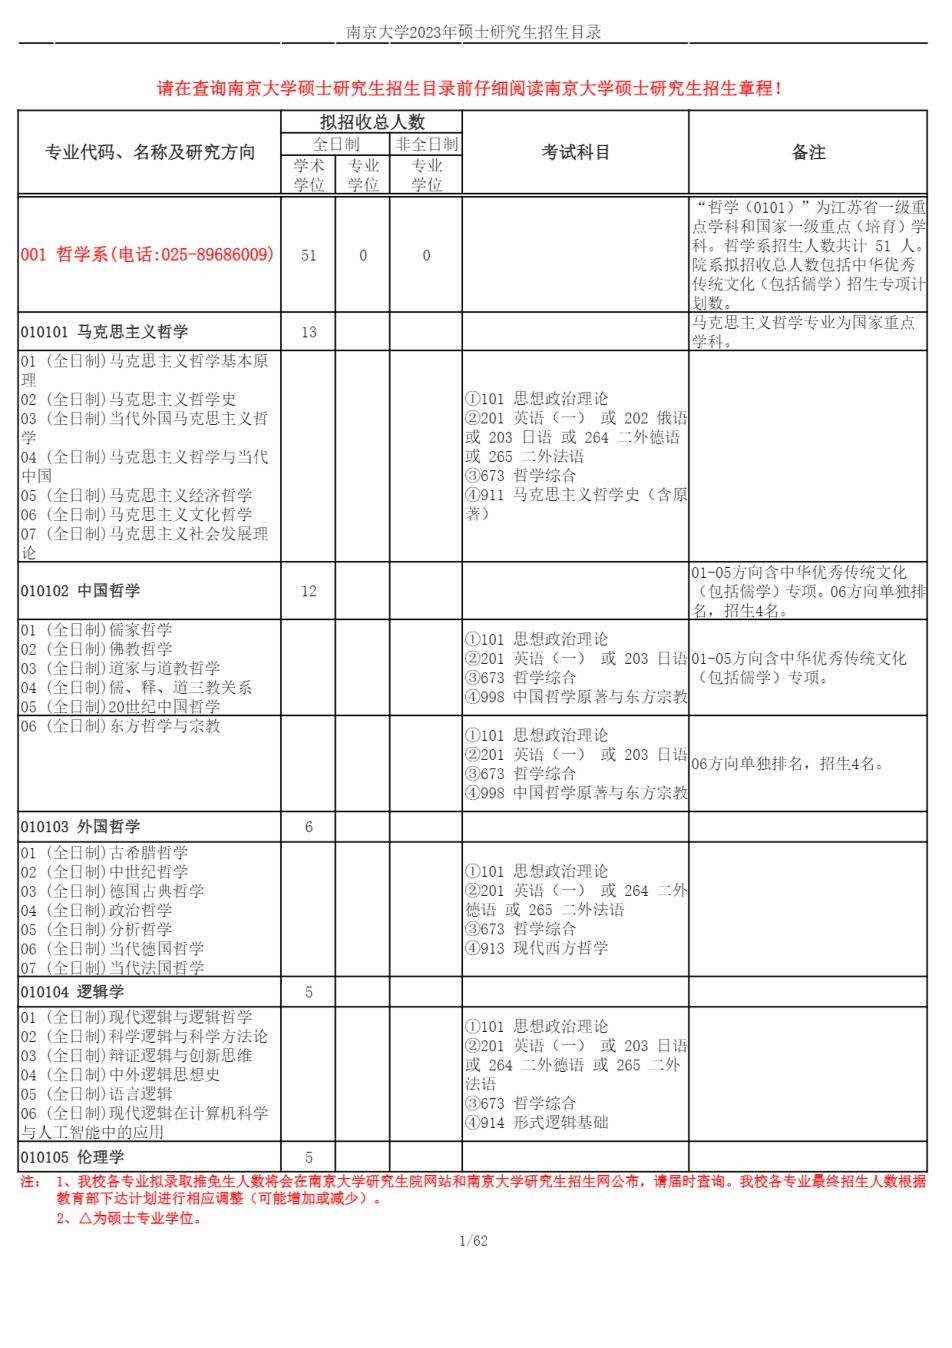 南京大学2023年硕士研究生招生目录
请在查询南京大学硕士研究生招生目录前仔细阅读南京大学硕士研究生招生章程！
专业代码、名称及研究方向
拟招收总人数
考试科目
备注
全日制
非全日制
学术
学位
专业
学位
专业
学位
001 哲学系(电话:025-89686009)
51
0
0
“哲学（0101）”为江苏省一级重
点学科和国家一级重点（培育）学
科。哲学系招生人数共计 51 人。
院系拟招收总人数包括中华优秀
传统文化（包括儒学）招生专项计
划数。
010101 马克思主义哲学
13
马克思主义哲学专业为国家重点
学科。
01 (全日制)马克思主义哲学基本原
理
02 (全日制)马克思主义哲学史
03 (全日制)当代外国马克思主义哲
学
04 (全日制)马克思主义哲学与当代
中国
05 (全日制)马克思主义经济哲学
06 (全日制)马克思主义文化哲学
07 (全日制)马克思主义社会发展理
论
①101 思想政治理论
②201 英语（一） 或 202 俄语
或 203 日语 或 264 二外德语
或 265 二外法语
③673 哲学综合
④911 马克思主义哲学史（含原
著）
010102 中国哲学
12
01-05方向含中华优秀传统文化
（包括儒学）专项。06方向单独排
名，招生4名。
01 (全日制)儒家哲学
02 (全日制)佛教哲学
03 (全日制)道家与道教哲学
04 (全日制)儒、释、道三教关系
05 (全日制)20世纪中国哲学
①101 思想政治理论
②201 英语（一） 或 203 日语
③673 哲学综合
④998 中国哲学原著与东方宗教
01-05方向含中华优秀传统文化
（包括儒学）专项。
06 (全日制)东方哲学与宗教
①101 思想政治理论
②201 英语（一） 或 203 日语
③673 哲学综合
④998 中国哲学原著与东方宗教
06方向单独排名，招生4名。
010103 外国哲学
6
01 (全日制)古希腊哲学
02 (全日制)中世纪哲学
03 (全日制)德国古典哲学
04 (全日制)政治哲学
05 (全日制)分析哲学
06 (全日制)当代德国哲学
07 (全日制)当代法国哲学
①101 思想政治理论
②201 英语（一） 或 264 二外
德语 或 265 二外法语
③673 哲学综合
④913 现代西方哲学
010104 逻辑学
5
01 (全日制)现代逻辑与逻辑哲学
02 (全日制)科学逻辑与科学方法论
03 (全日制)辩证逻辑与创新思维
04 (全日制)中外逻辑思想史
05 (全日制)语言逻辑
06 (全日制)现代逻辑在计算机科学
与人工智能中的应用
①101 思想政治理论
②201 英语（一） 或 203 日语
或 264 二外德语 或 265 二外
法语
③673 哲学综合
④914 形式逻辑基础
010105 伦理学
5
注： 1、我校各专业拟录取推免生人数将会在南京大学研究生院网站和南京大学研究生招生网公布，请届时查询。我校各专业最终招生人数根据
教育部下达计划进行相应调整（可能增加或减少）。
2、△为硕士专业学位。
1/62